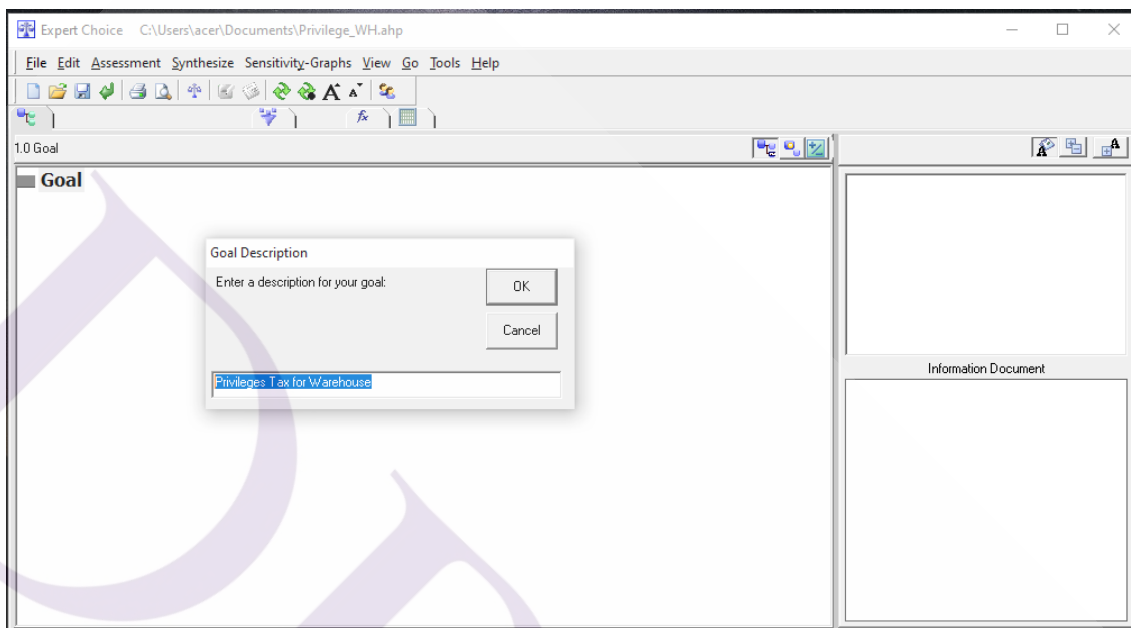 Expert Choice C:\Users\acer\Documents\Privilege_WH.ahp
File Edit Assessment Synthesize Sensitivity-Graphs View Go Tools Help
1.0 Goal
Goal
Goal Description
Enter a description for your goal:
OK
Cancel
Privileges Tax for Warehouse
Information Document